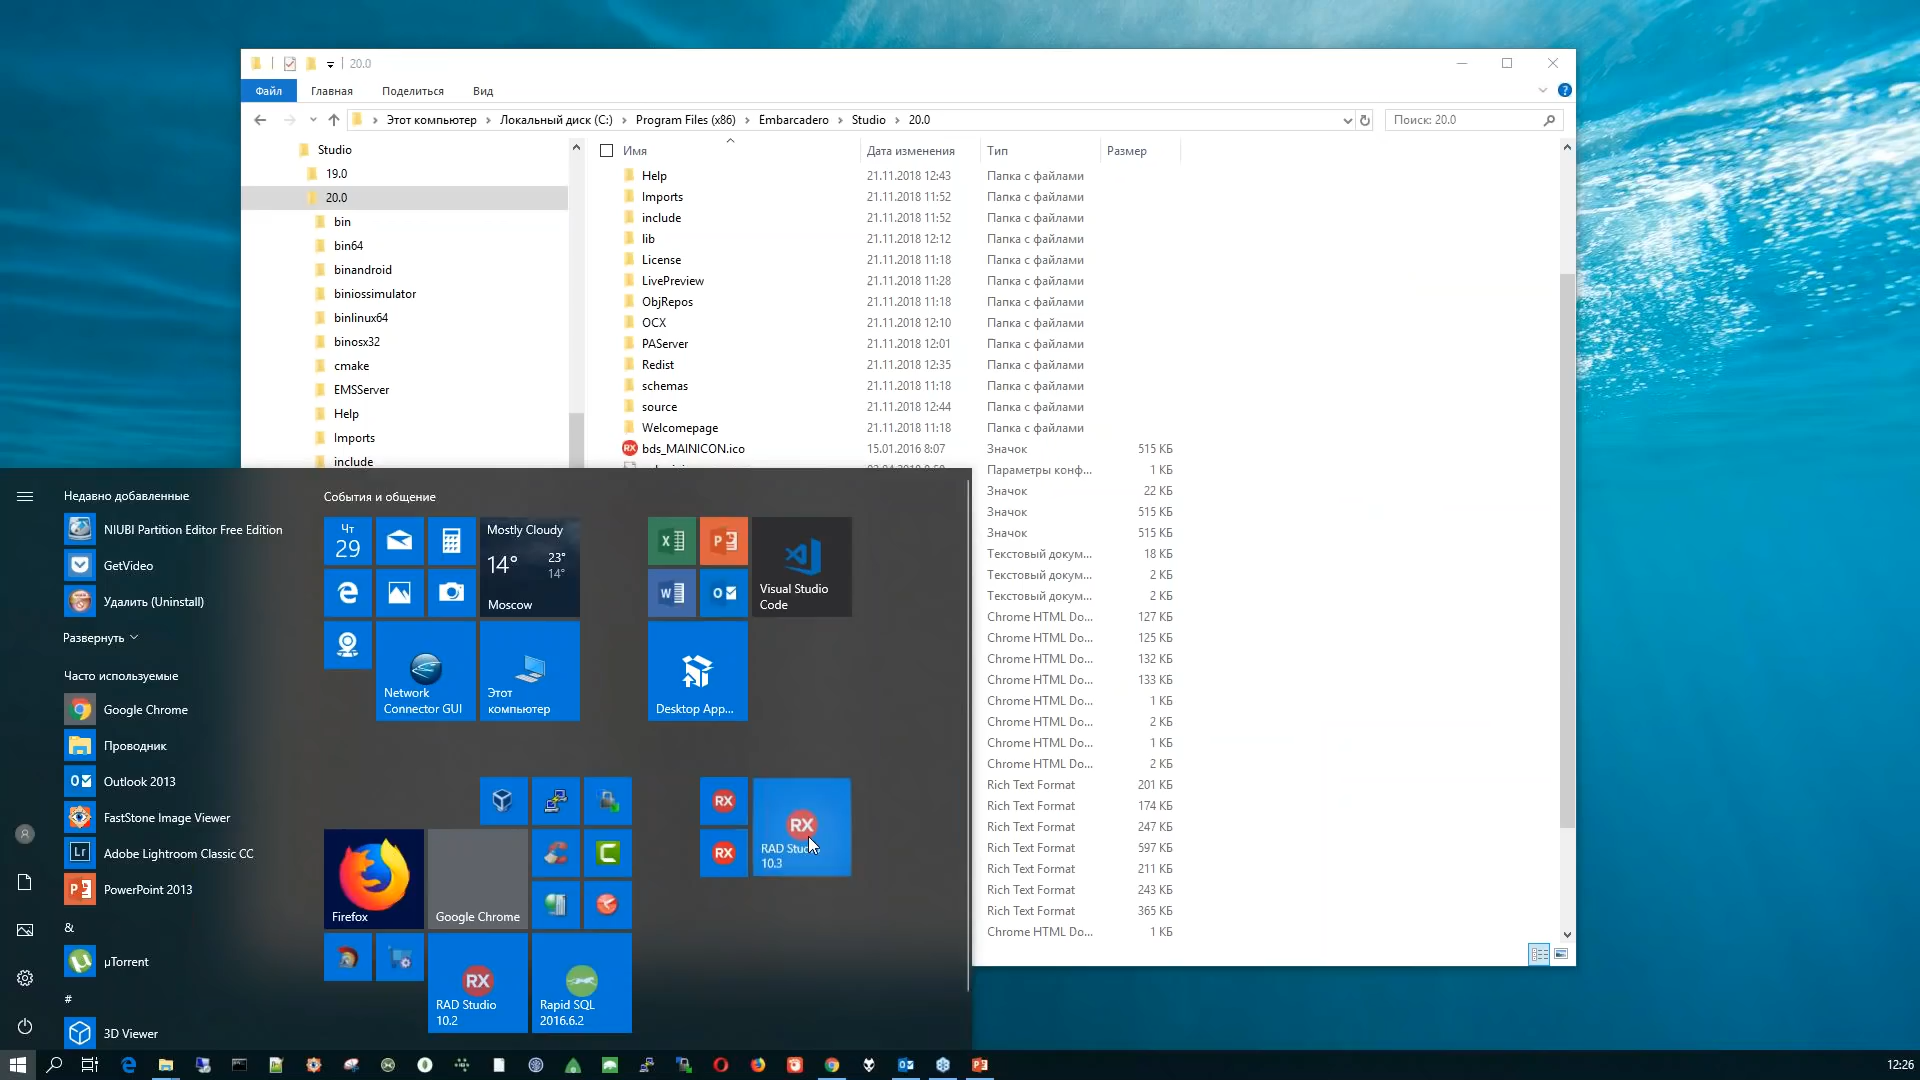 20.0
Файл
Главная
Поделиться
Вид
Этот компьютер
Локальный диск (C:)
Program Files (x86)
Embarcadero
Studio
20.0
Поиск: 20.0
Studio
19.0
20.0
bin
bin64
binandroid
biniossimulator
binlinux64
binosx32
cmake
EMSServer
Help
Imports
include
Имя Дата изменения Тип Размер
Help 21.11.2018 12:43 Папка с файлами
Imports 21.11.2018 11:52 Папка с файлами
include 21.11.2018 11:52 Папка с файлами
lib 21.11.2018 12:12 Папка с файлами
License 21.11.2018 11:18 Папка с файлами
LivePreview 21.11.2018 11:28 Папка с файлами
ObjRepos 21.11.2018 11:18 Папка с файлами
OCX 21.11.2018 12:10 Папка с файлами
PAServer 21.11.2018 12:01 Папка с файлами
Redist 21.11.2018 12:35 Папка с файлами
schemas 21.11.2018 11:18 Папка с файлами
source 21.11.2018 12:44 Папка с файлами
Welcomepage 21.11.2018 11:18 Папка с файлами
bds_MAINICON.ico 15.01.2016 8:07 Значок 515 КБ
Параметры конф... 1 КБ
Значок 22 КБ
Значок 515 КБ
Значок 515 КБ
Текстовый докум... 18 КБ
Текстовый докум... 2 КБ
Текстовый докум... 2 КБ
Chrome HTML Do... 127 КБ
Chrome HTML Do... 125 КБ
Chrome HTML Do... 132 КБ
Chrome HTML Do... 133 КБ
Chrome HTML Do... 1 КБ
Chrome HTML Do... 2 КБ
Chrome HTML Do... 1 КБ
Chrome HTML Do... 2 КБ
Rich Text Format 201 КБ
Rich Text Format 174 КБ
Rich Text Format 247 КБ
Rich Text Format 597 КБ
Rich Text Format 211 КБ
Rich Text Format 243 КБ
Rich Text Format 365 КБ
Chrome HTML Do... 1 КБ
Недавно добавленные
NIUBI Partition Editor Free Edition
GetVideo
Удалить (Uninstall)
Развернуть
Часто используемые
Google Chrome
Проводник
Outlook 2013
FastStone Image Viewer
Adobe Lightroom Classic CC
PowerPoint 2013
&
µTorrent
#
3D Viewer
События и общение
Чт
29
Mostly Cloudy
14° 23°
14°
Moscow
Visual Studio
Code
Network
Connector GUI
Этот
компьютер
Desktop App...
RX
RX
RX
RAD Stud
10.3
Firefox
Google Chrome
RX
RAD Studio
10.2
Rapid SQL
2016.6.2
12:26